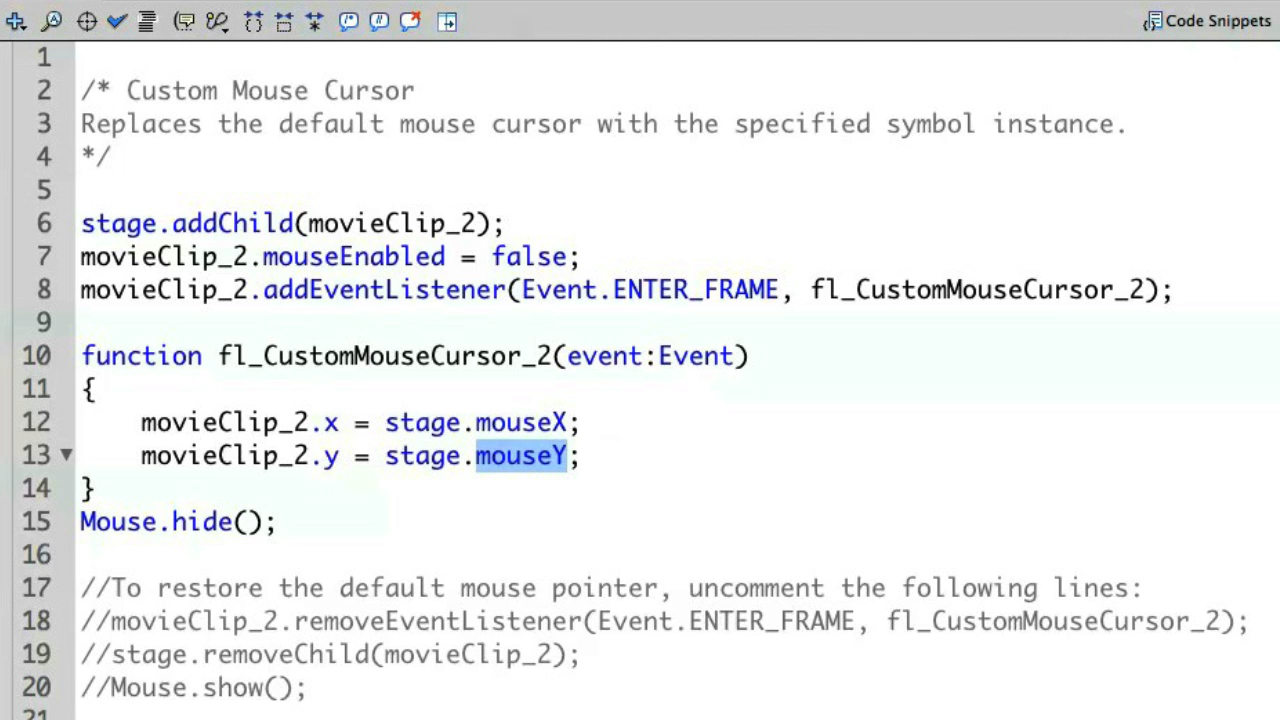 Code Snippets
1
2 /* Custom Mouse Cursor
3 Replaces the default mouse cursor with the specified symbol instance.
4 */
5
6 stage.addChild(movieClip_2);
7 movieClip_2.mouseEnabled = false;
8 movieClip_2.addEventListener(Event.ENTER_FRAME, fl_CustomMouseCursor_2);
9
10 function fl_CustomMouseCursor_2(event:Event)
11 {
12     movieClip_2.x = stage.mouseX;
13     movieClip_2.y = stage.mouseY;
14 }
15 Mouse.hide();
16
17 //To restore the default mouse pointer, uncomment the following lines:
18 //movieClip_2.removeEventListener(Event.ENTER_FRAME, fl_CustomMouseCursor_2);
19 //stage.removeChild(movieClip_2);
20 //Mouse.show();
21